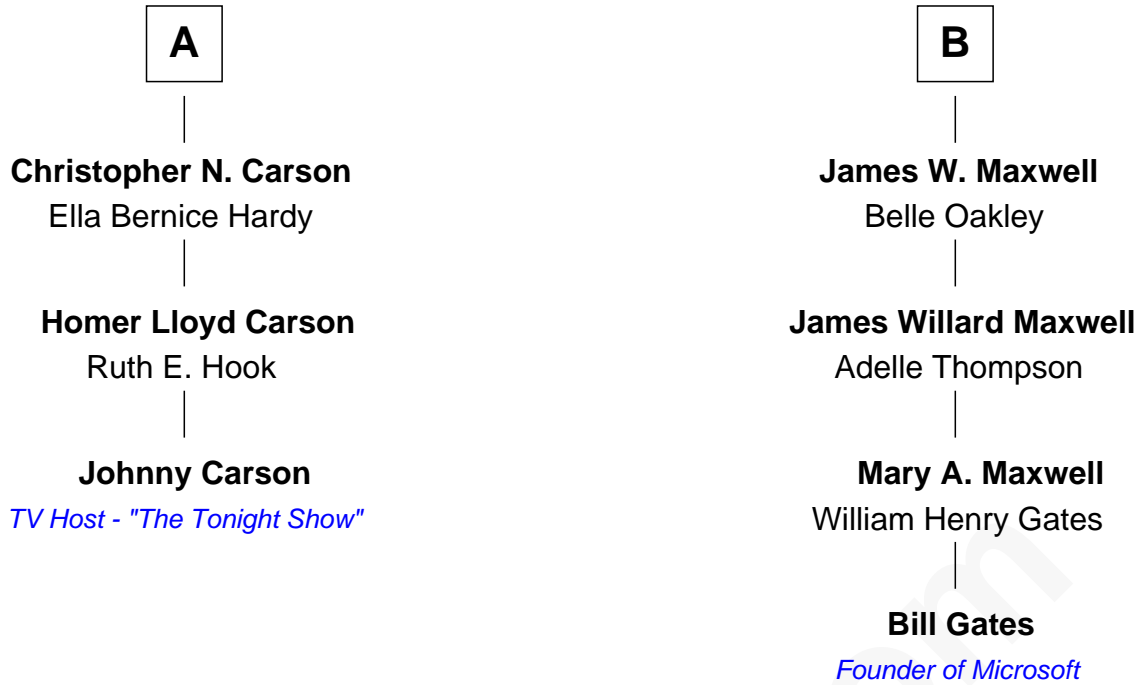 A
Christopher N. Carson
Ella Bernice Hardy
Homer Lloyd Carson
Ruth E. Hook
Johnny Carson
TV Host - "The Tonight Show"
B
James W. Maxwell
Belle Oakley
James Willard Maxwell
Adelle Thompson
Mary A. Maxwell
William Henry Gates
Bill Gates
Founder of Microsoft